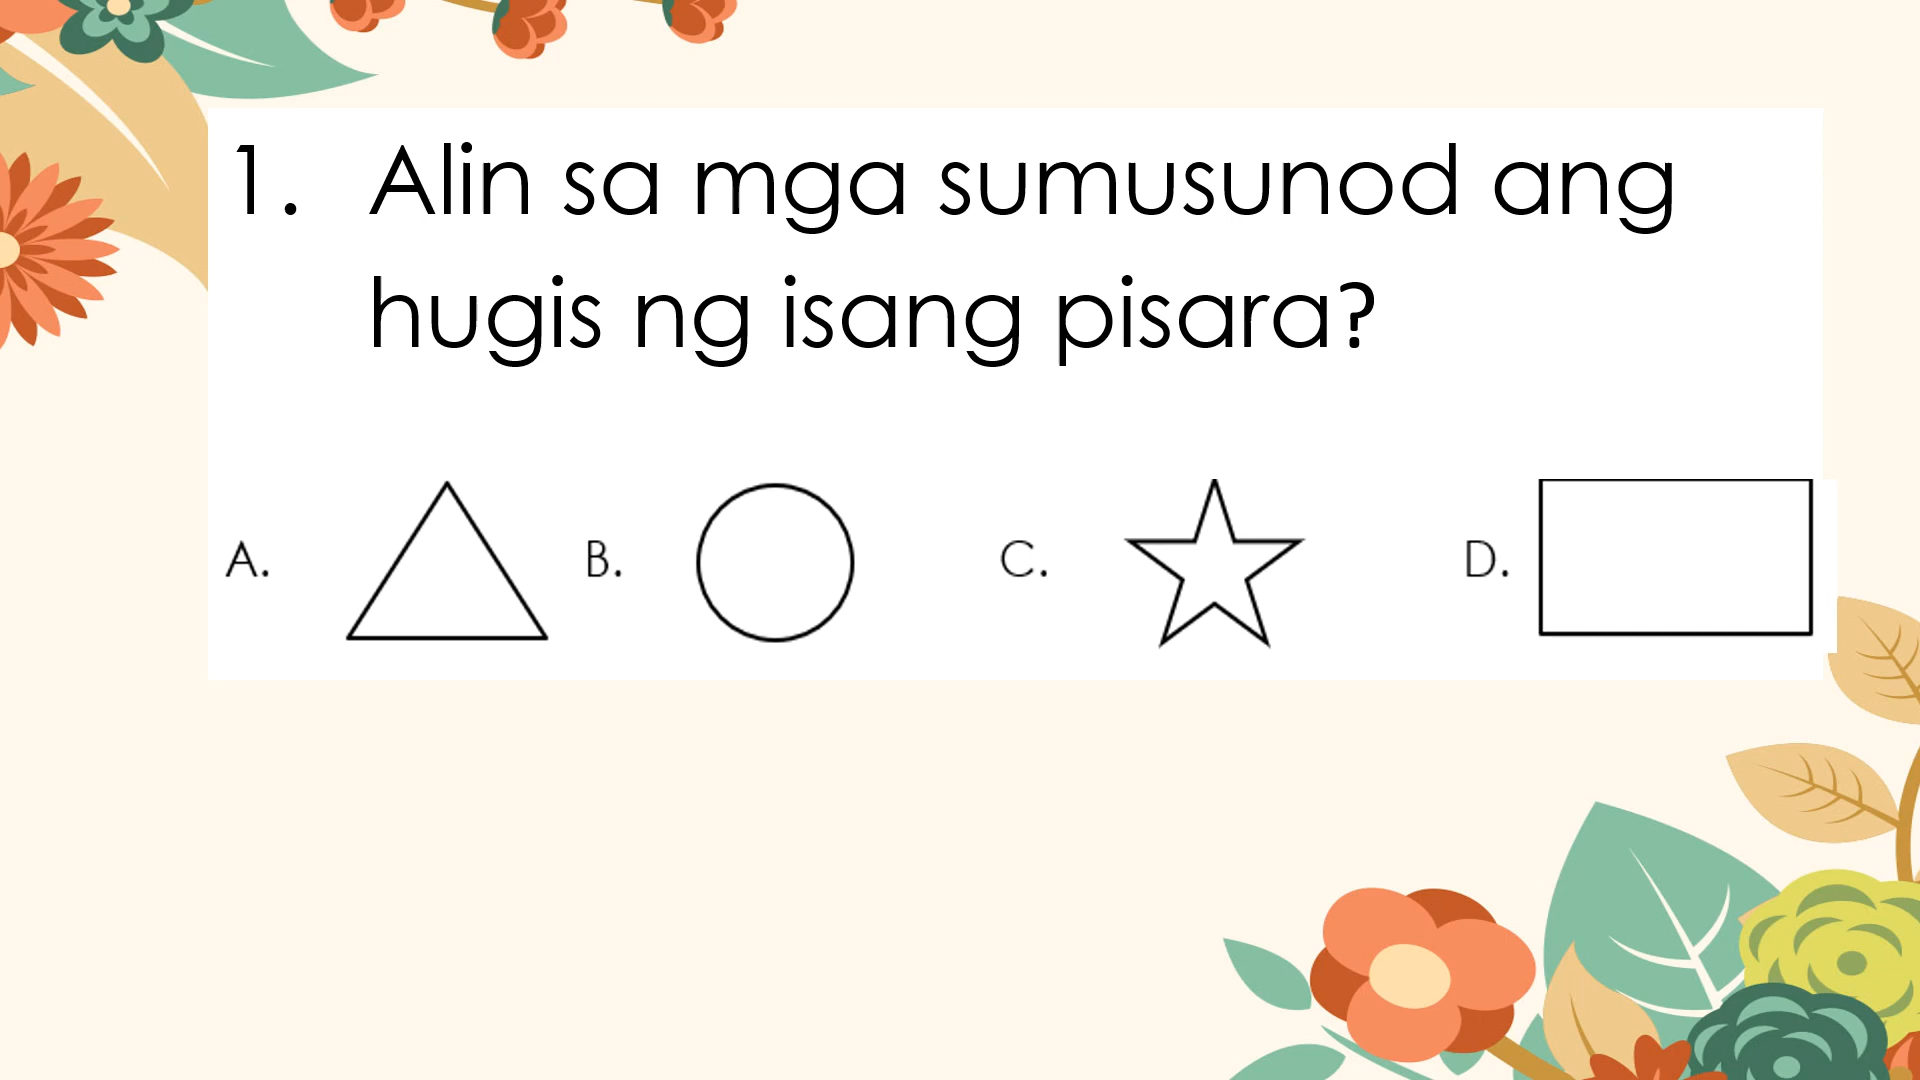 1. Alin sa mga sumusunod ang
hugis ng isang pisara?
A. B. C. D.